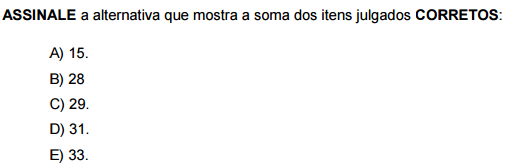 ASSINALE a alternativa que mostra a soma dos itens julgados CORRETOS:
A) 15.
B) 28
C) 29.
D) 31.
E) 33.